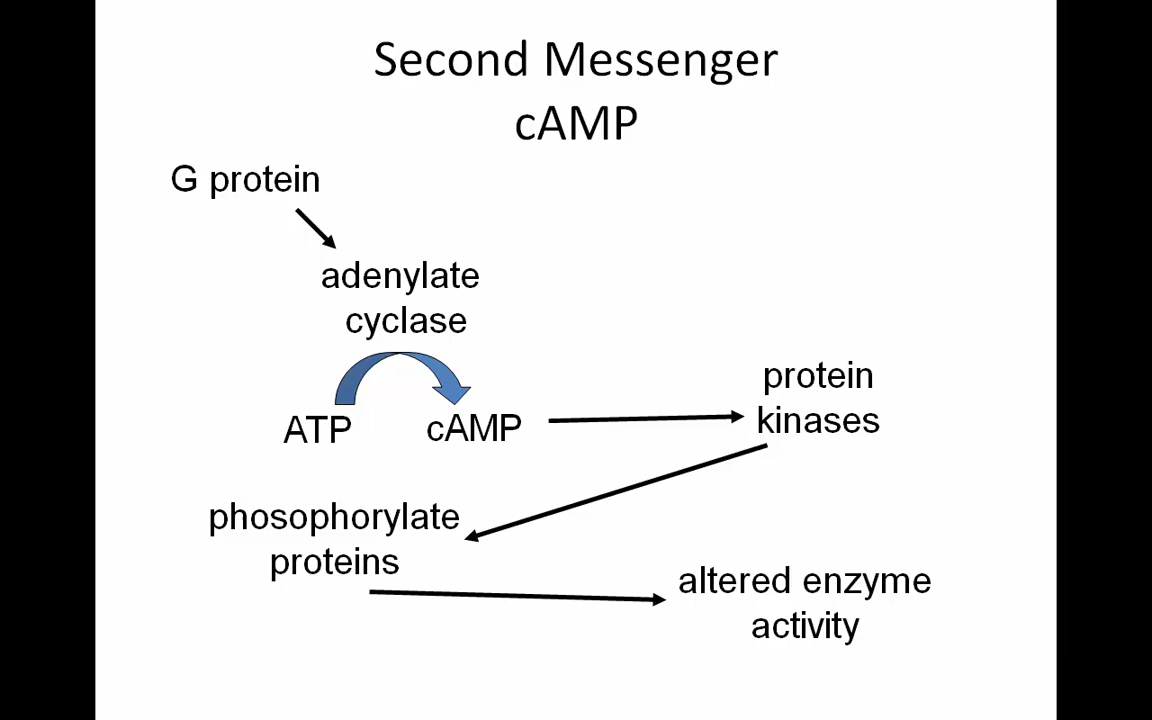 Second Messenger
cAMP
G protein
adenylate
cyclase
ATP
cAMP
protein
kinases
phosophorylate
proteins
altered enzyme
activity